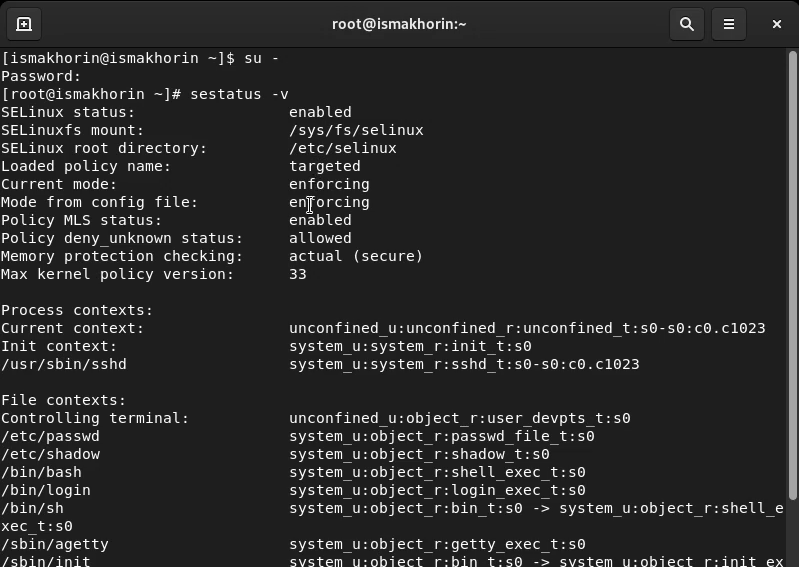 root@ismakhorin:~
[ismakhorin@ismakhorin ~]$ su -
Password:
[root@ismakhorin ~]# sestatus -v
SELinux status:                 enabled
SELinuxfs mount:                /sys/fs/selinux
SELinux root directory:         /etc/selinux
Loaded policy name:             targeted
Current mode:                   enforcing
Mode from config file:          enforcing
Policy MLS status:              enabled
Policy deny_unknown status:     allowed
Memory protection checking:     actual (secure)
Max kernel policy version:      33
Process contexts:
Current context:                unconfined_u:unconfined_r:unconfined_t:s0-s0:c0.c1023
Init context:                   system_u:system_r:init_t:s0
/usr/sbin/sshd                  system_u:system_r:sshd_t:s0-s0:c0.c1023
File contexts:
Controlling terminal:           unconfined_u:object_r:user_devpts_t:s0
/etc/passwd                     system_u:object_r:passwd_file_t:s0
/etc/shadow                     system_u:object_r:shadow_t:s0
/bin/bash                       system_u:object_r:shell_exec_t:s0
/bin/login                      system_u:object_r:login_exec_t:s0
/bin/sh                         system_u:object_r:bin_t:s0 -> system_u:object_r:shell_e
xec_t:s0
/sbin/agetty                    system_u:object_r:getty_exec_t:s0
/sbin/init                      system_u:object_r:bin_t:s0 -> system_u:object_r:init_ex